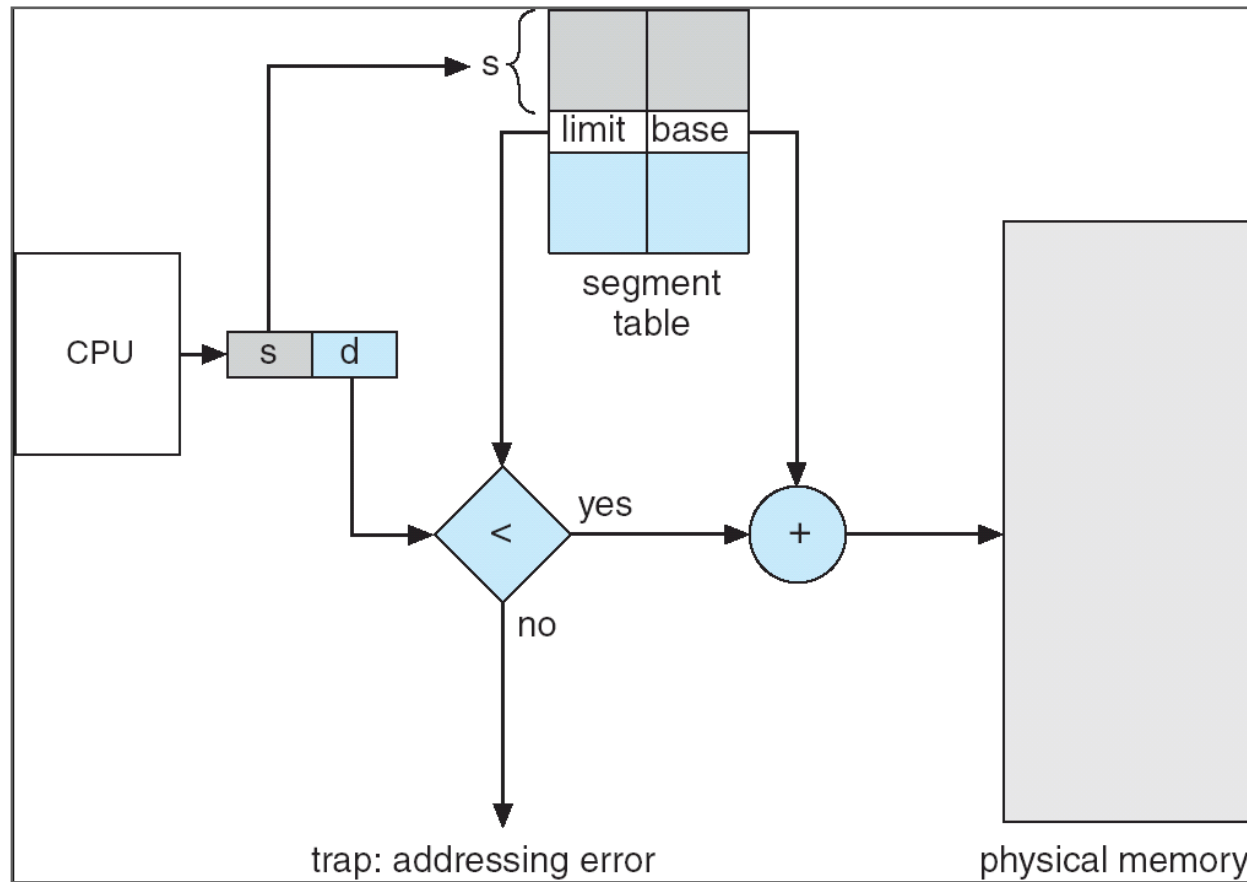 s
limit base
segment
table
CPU
s d
<
yes
+
no
trap: addressing error
physical memory